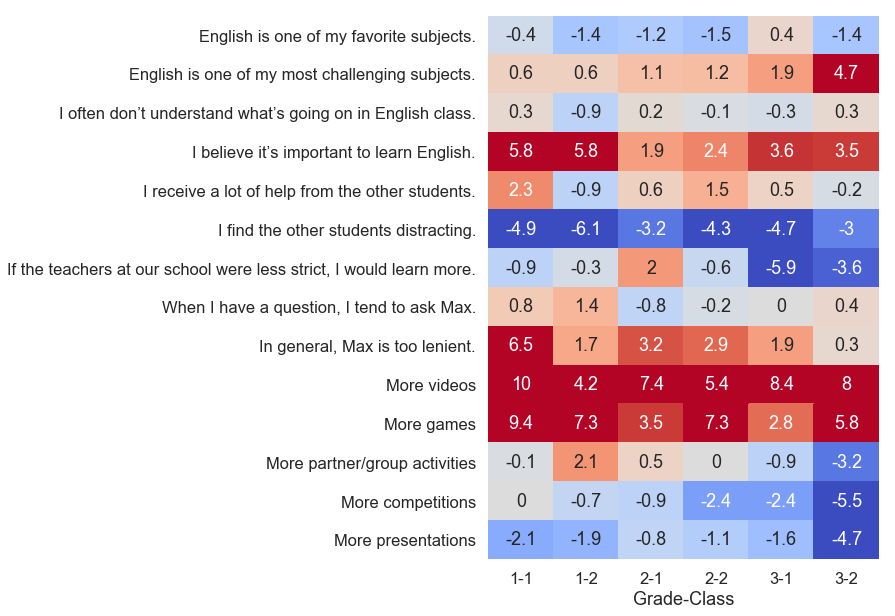 English is one of my favorite subjects. -0.4 -1.4 -1.2 -1.5 0.4 -1.4
English is one of my most challenging subjects. 0.6 0.6 1.1 1.2 1.9 4.7
I often don’t understand what’s going on in English class. 0.3 -0.9 0.2 -0.1 -0.3 0.3
I believe it’s important to learn English. 5.8 5.8 1.9 2.4 3.6 3.5
I receive a lot of help from the other students. 2.3 -0.9 0.6 1.5 0.5 -0.2
I find the other students distracting. -4.9 -6.1 -3.2 -4.3 -4.7 -3
If the teachers at our school were less strict, I would learn more. -0.9 -0.3 2 -0.6 -5.9 -3.6
When I have a question, I tend to ask Max. 0.8 1.4 -0.8 -0.2 0 0.4
In general, Max is too lenient. 6.5 1.7 3.2 2.9 1.9 0.3
More videos 10 4.2 7.4 5.4 8.4 8
More games 9.4 7.3 3.5 7.3 2.8 5.8
More partner/group activities -0.1 2.1 0.5 0 -0.9 -3.2
More competitions 0 -0.7 -0.9 -2.4 -2.4 -5.5
More presentations -2.1 -1.9 -0.8 -1.1 -1.6 -4.7
1-1 1-2 2-1 2-2 3-1 3-2
Grade-Class